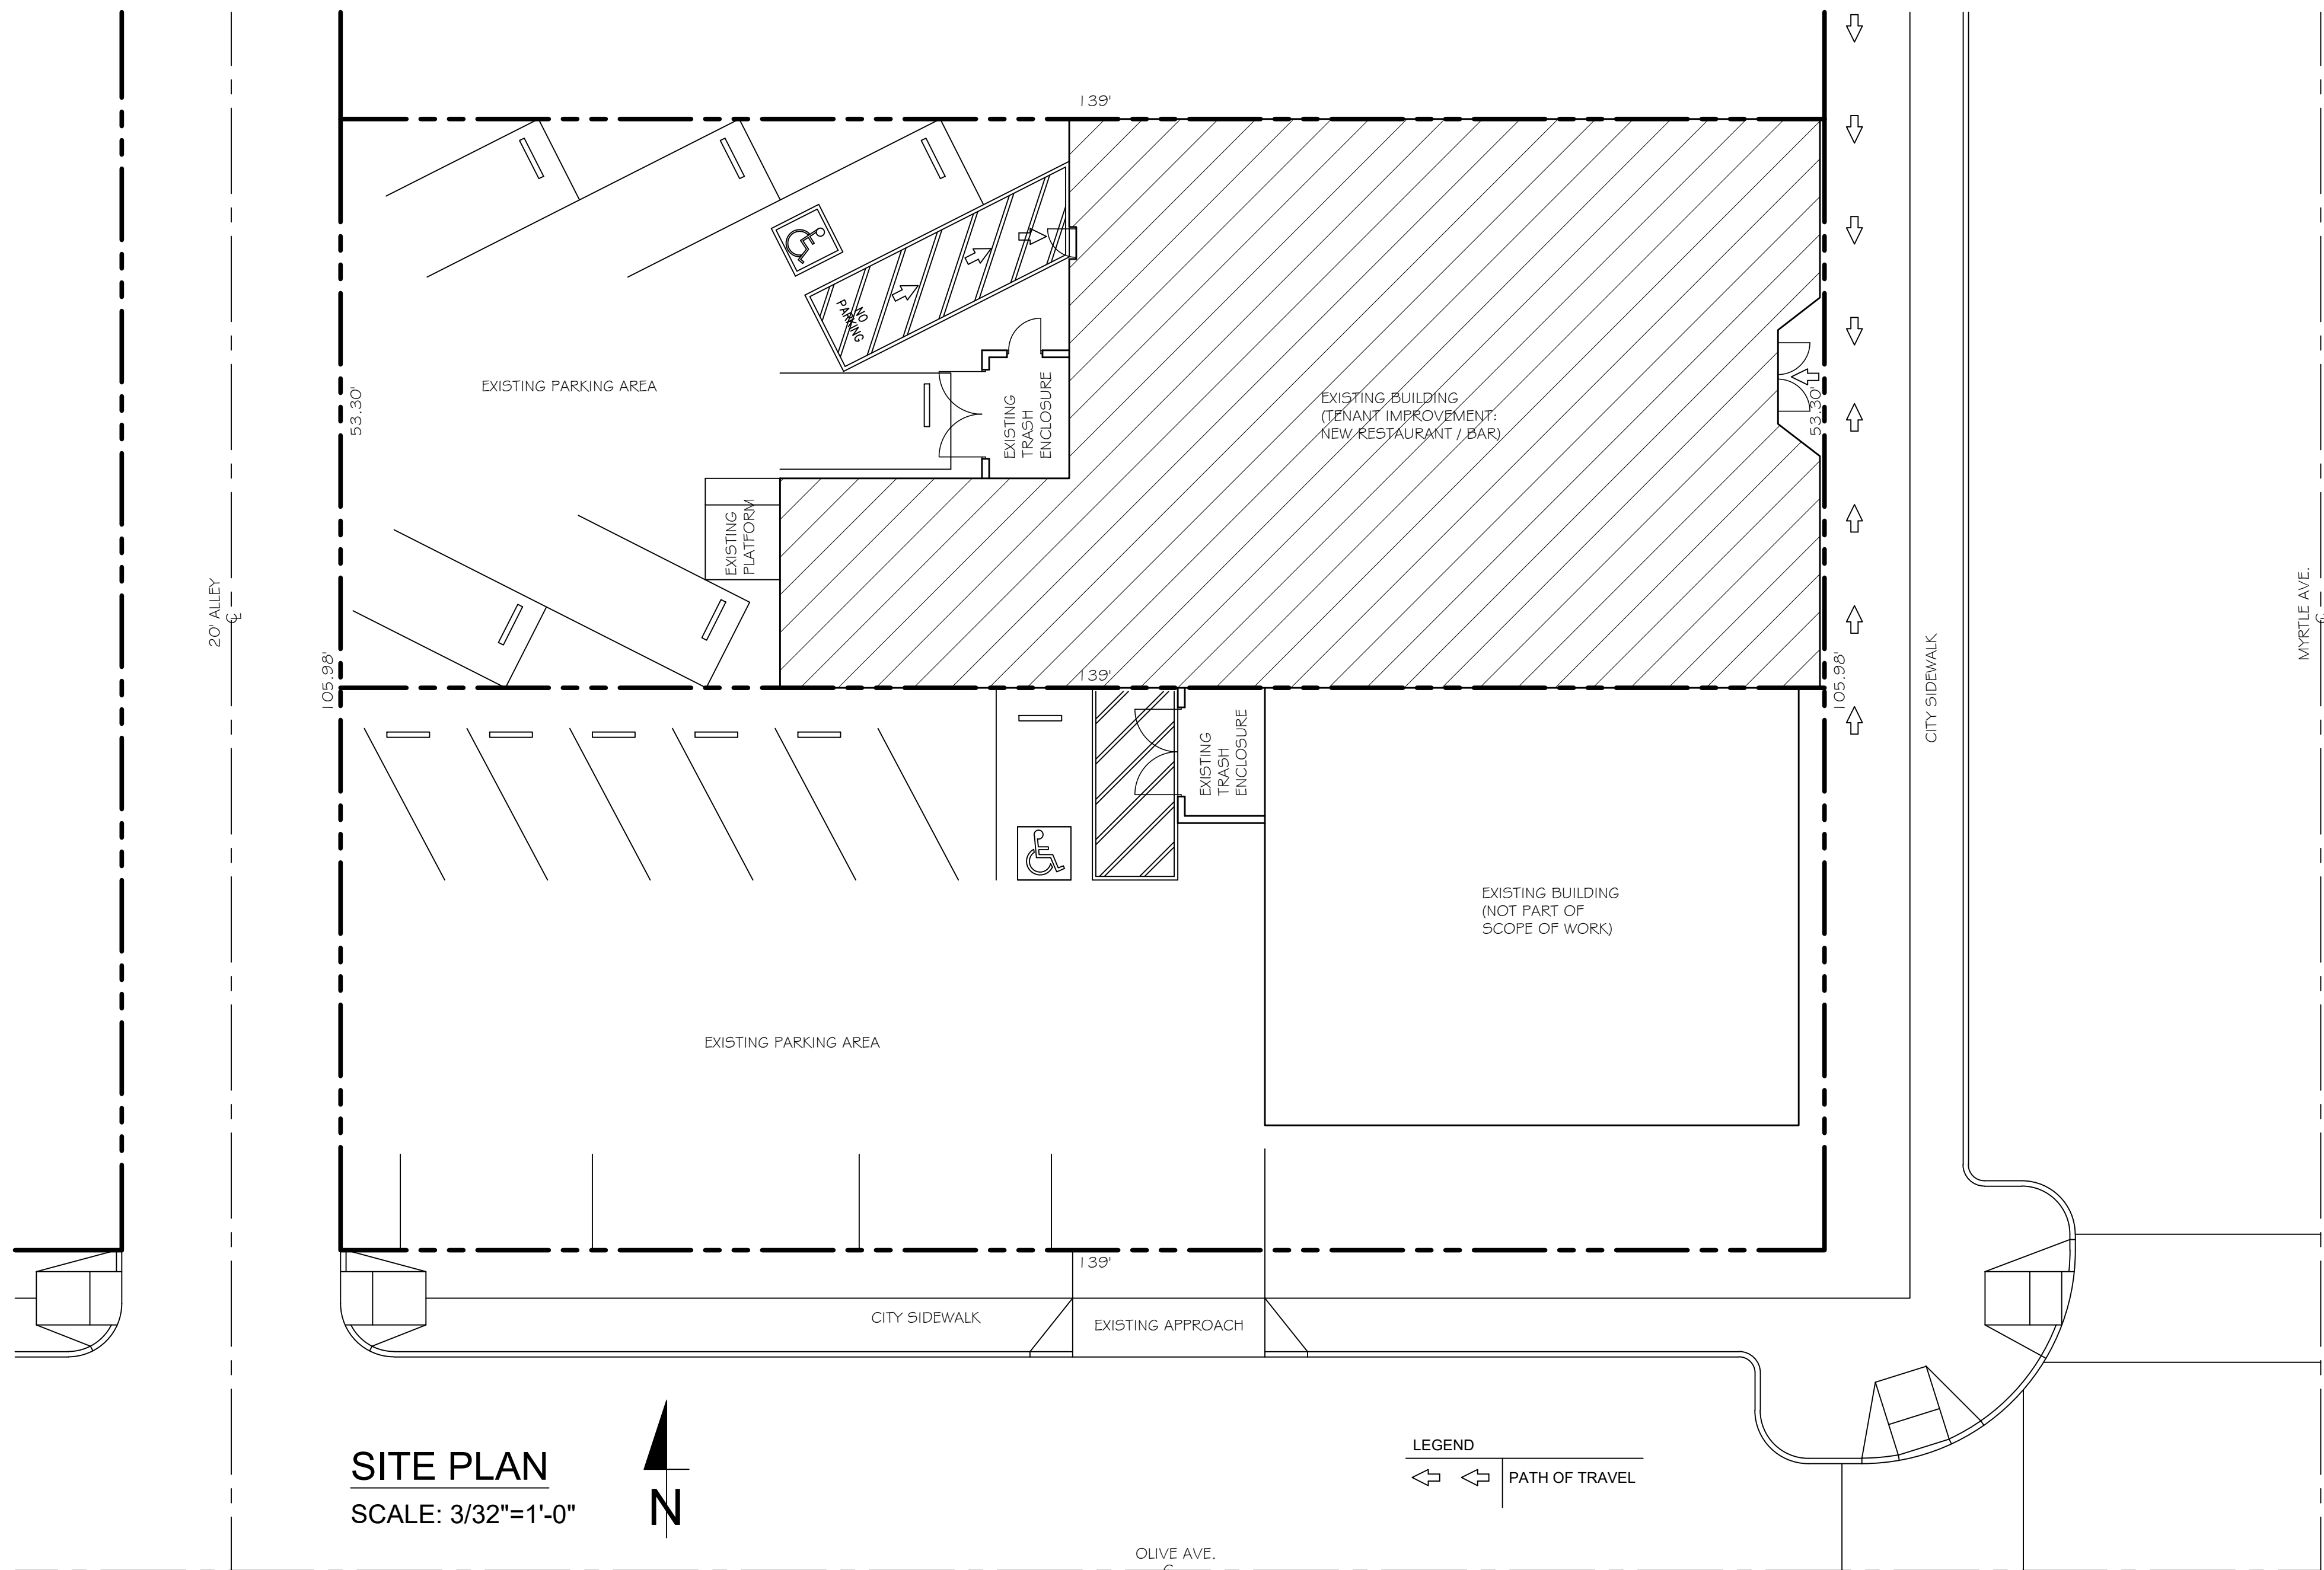 139'
NO
PARKING
EXISTING PARKING AREA
53.30'
EXISTING
TRASH
ENCLOSURE
EXISTING BUILDING
(TENANT IMPROVEMENT:
NEW RESTAURANT / BAR)
53.30'
EXISTING
PLATFORM
20' ALLEY
℄
MYRTLE AVE.
℄
105.98'
139'
105.98'
CITY SIDEWALK
EXISTING
TRASH
ENCLOSURE
EXISTING BUILDING
(NOT PART OF
SCOPE OF WORK)
EXISTING PARKING AREA
139'
CITY SIDEWALK
EXISTING APPROACH
SITE PLAN
SCALE: 3/32"=1'-0"
N
LEGEND
PATH OF TRAVEL
OLIVE AVE.